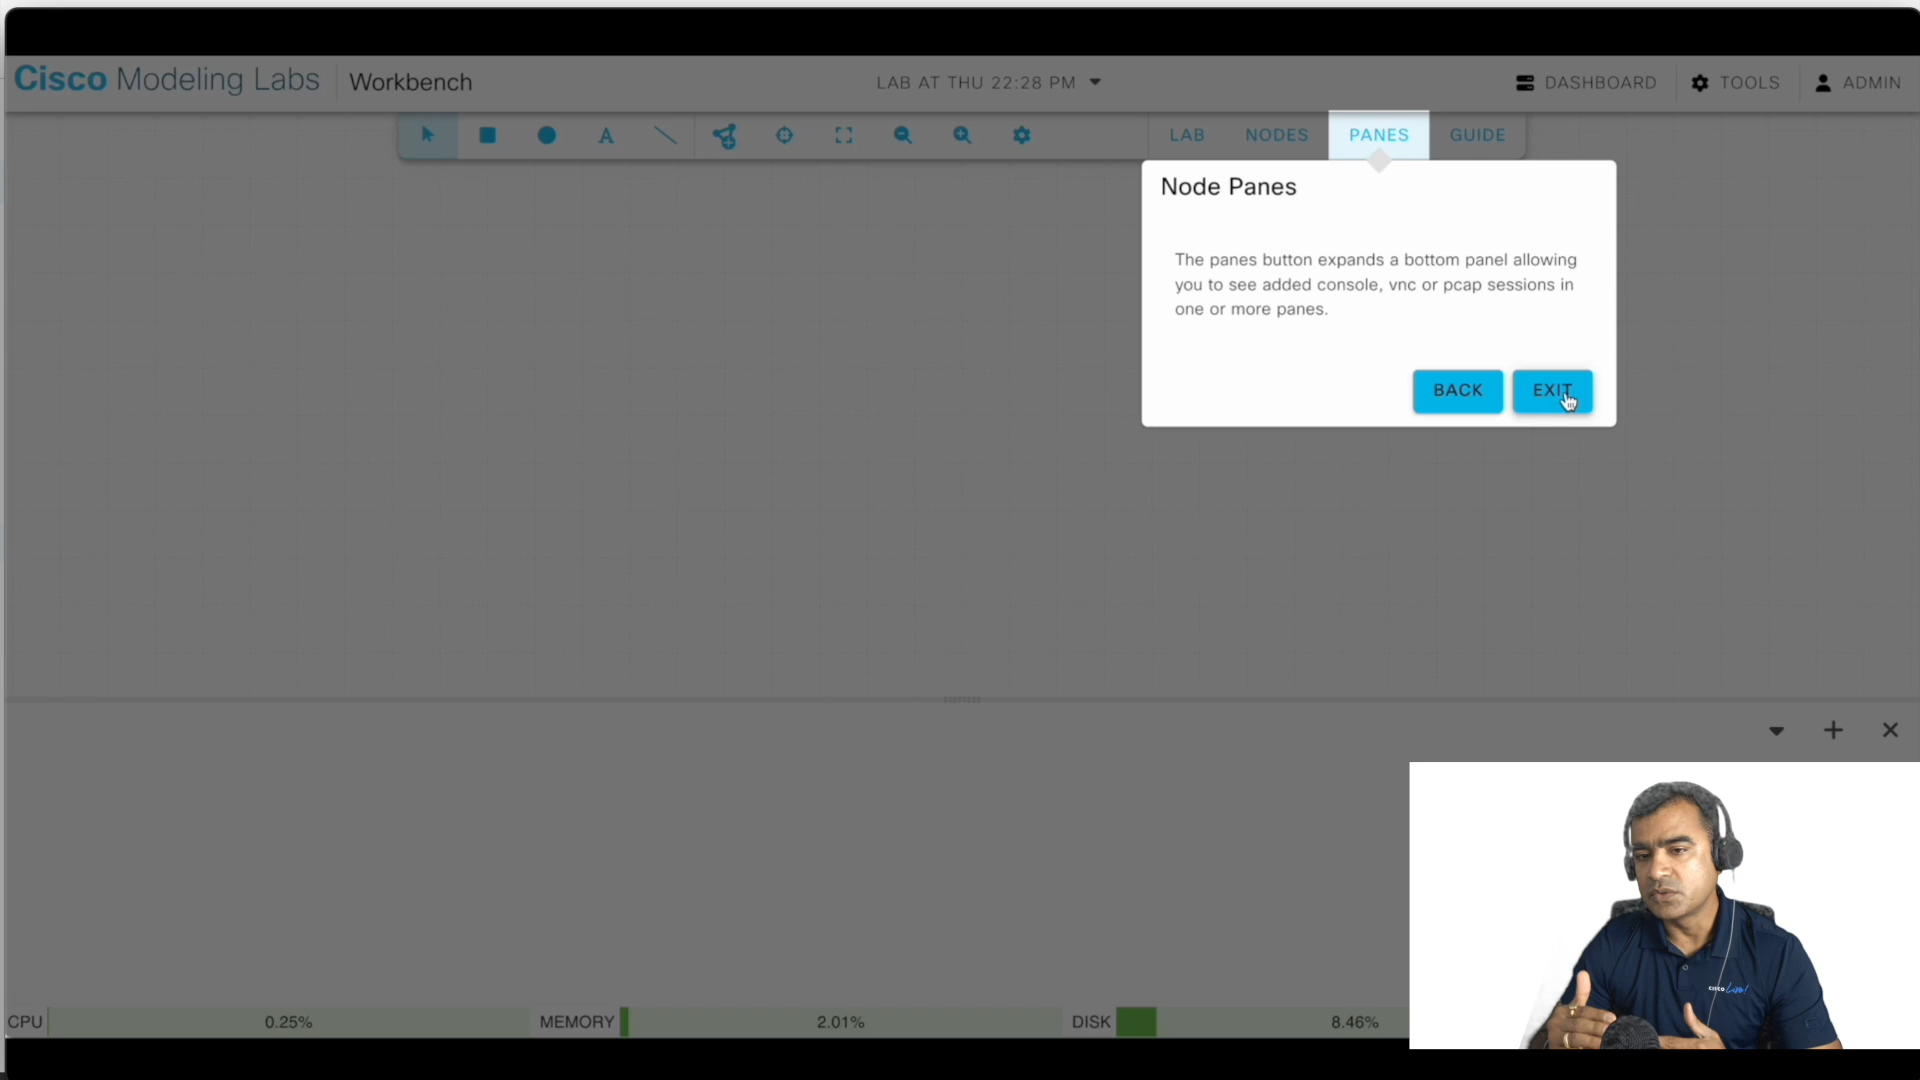 Cisco Modeling Labs Workbench LAB AT THU 22:28 PM DASHBOARD TOOLS ADMIN
A LAB NODES PANES GUIDE
Node Panes
The panes button expands a bottom panel allowing
you to see added console, vnc or pcap sessions in
one or more panes.
BACK EXIT
cisco Live!
CPU 0.25% MEMORY 2.01% DISK 8.46%